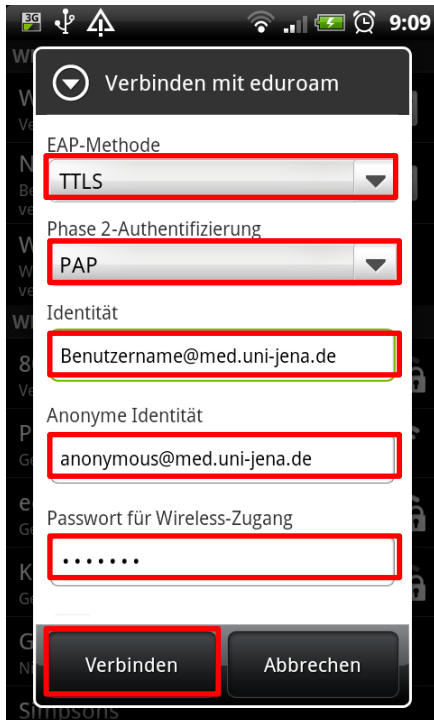 3G
9:09
Verbinden mit eduroam
EAP-Methode
TTLS
Phase 2-Authentifizierung
PAP
Identität
Benutzername@med.uni-jena.de
Anonyme Identität
anonymous@med.uni-jena.de
Passwort für Wireless-Zugang
•••••••
Verbinden
Abbrechen
Simpsons